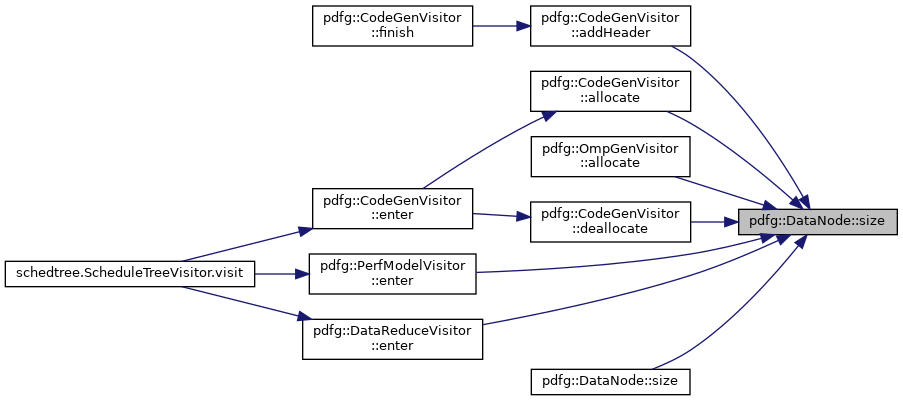 pdfg::CodeGenVisitor
::finish
pdfg::CodeGenVisitor
::addHeader
pdfg::CodeGenVisitor
::allocate
pdfg::OmpGenVisitor
::allocate
pdfg::CodeGenVisitor
::enter
pdfg::CodeGenVisitor
::deallocate
pdfg::DataNode::size
schedtree.ScheduleTreeVisitor.visit
pdfg::PerfModelVisitor
::enter
pdfg::DataReduceVisitor
::enter
pdfg::DataNode::size